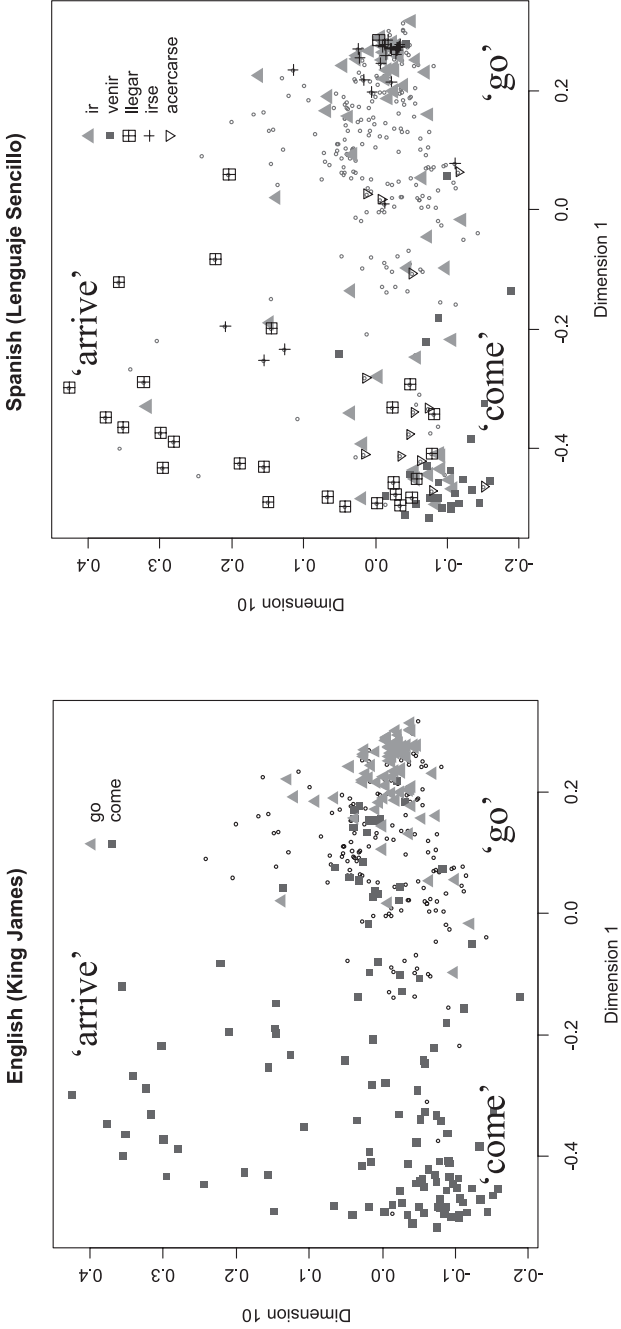 English (King James)
‘arrive’
go
come
‘come’
‘go’
0.4
0.3
0.2
0.1
0.0
-0.1
-0.2
Dimension 10
-0.4
-0.2
0.0
0.2
Dimension 1
Spanish (Lenguaje Sencillo)
‘arrive’
ir
venir
llegar
irse
acercarse
‘come’
‘go’
0.4
0.3
0.2
0.1
0.0
-0.1
-0.2
Dimension 10
-0.4
-0.2
0.0
0.2
Dimension 1